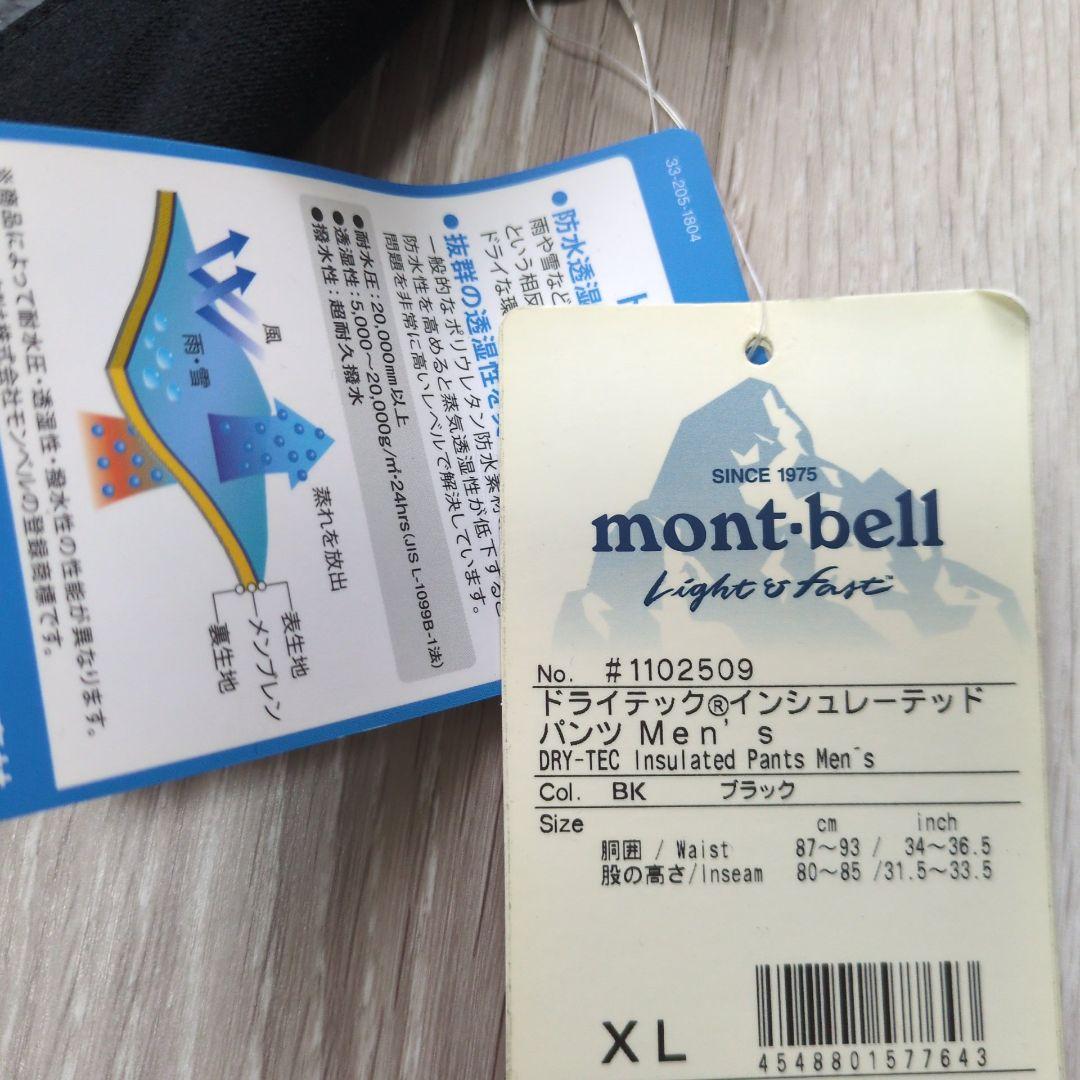 33-205-1804
●防水透湿
雨や雪など
という相反
ドライな環
●抜群の透湿性を
一般的なポリウレタン防水素材
防水性を高めると蒸気透湿性が低下すると
問題を非常に高いレベルで解決しています。
●耐水圧：20,000mm以上
●透湿性：5,000～20,000g/㎡・24hrs(JIS L-1099B-1法)
●撥水性：超耐久撥水
風
雨・雪
蒸れを放出
表生地
メンブレン
裏生地
※商品によって耐水圧・透湿性・撥水性の性能が異なります。
株式会社モンベルの登録商標です。
SINCE 1975
mont-bell
Light & Fast™
No. #1102509
ドライテック®インシュレーテッド
パンツ Men's
DRY-TEC Insulated Pants Men's
Col. BK ブラック
Size cm inch
胴囲 / Waist 87～93 / 34～36.5
股の高さ/Inseam 80～85 /31.5～33.5
XL
4548801577643